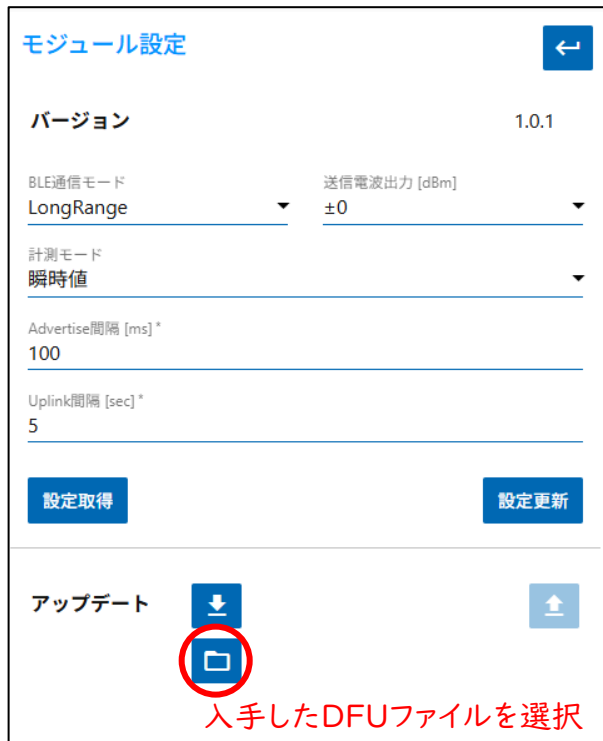 モジュール設定
バージョン 1.0.1
BLE通信モード 送信電波出力 [dBm]
LongRange ±0
計測モード
瞬時値
Advertise間隔 [ms] *
100
Uplink間隔 [sec] *
5
設定取得 設定更新
アップデート
入手したDFUファイルを選択